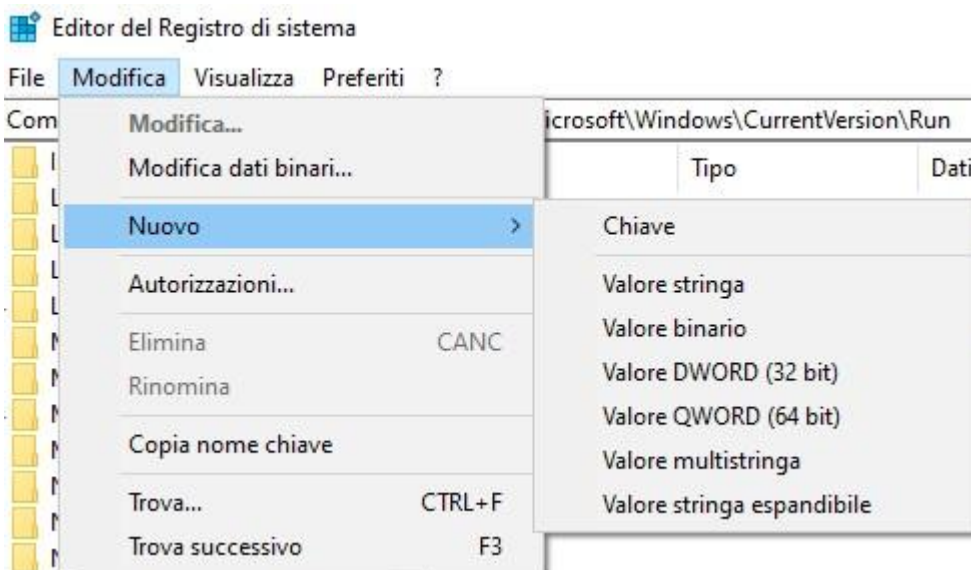 Editor del Registro di sistema
File Modifica Visualizza Preferiti ?
Com
icrosoft\Windows\CurrentVersion\Run
Modifica...
Tipo Dati
Modifica dati binari...
Nuovo >
Chiave
Autorizzazioni...
Valore stringa
Elimina CANC
Valore binario
Rinomina
Valore DWORD (32 bit)
Valore QWORD (64 bit)
Copia nome chiave
Valore multistringa
Trova... CTRL+F
Valore stringa espandibile
Trova successivo F3